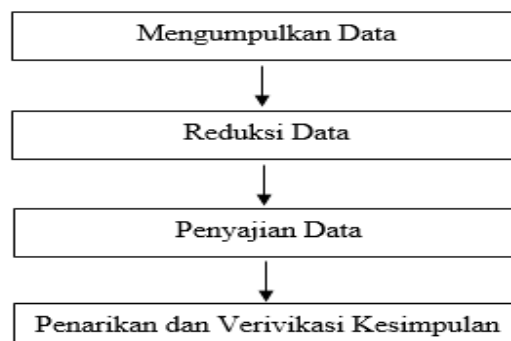 Mengumpulkan Data
Reduksi Data
Penyajian Data
Penarikan dan Verivikasi Kesimpulan